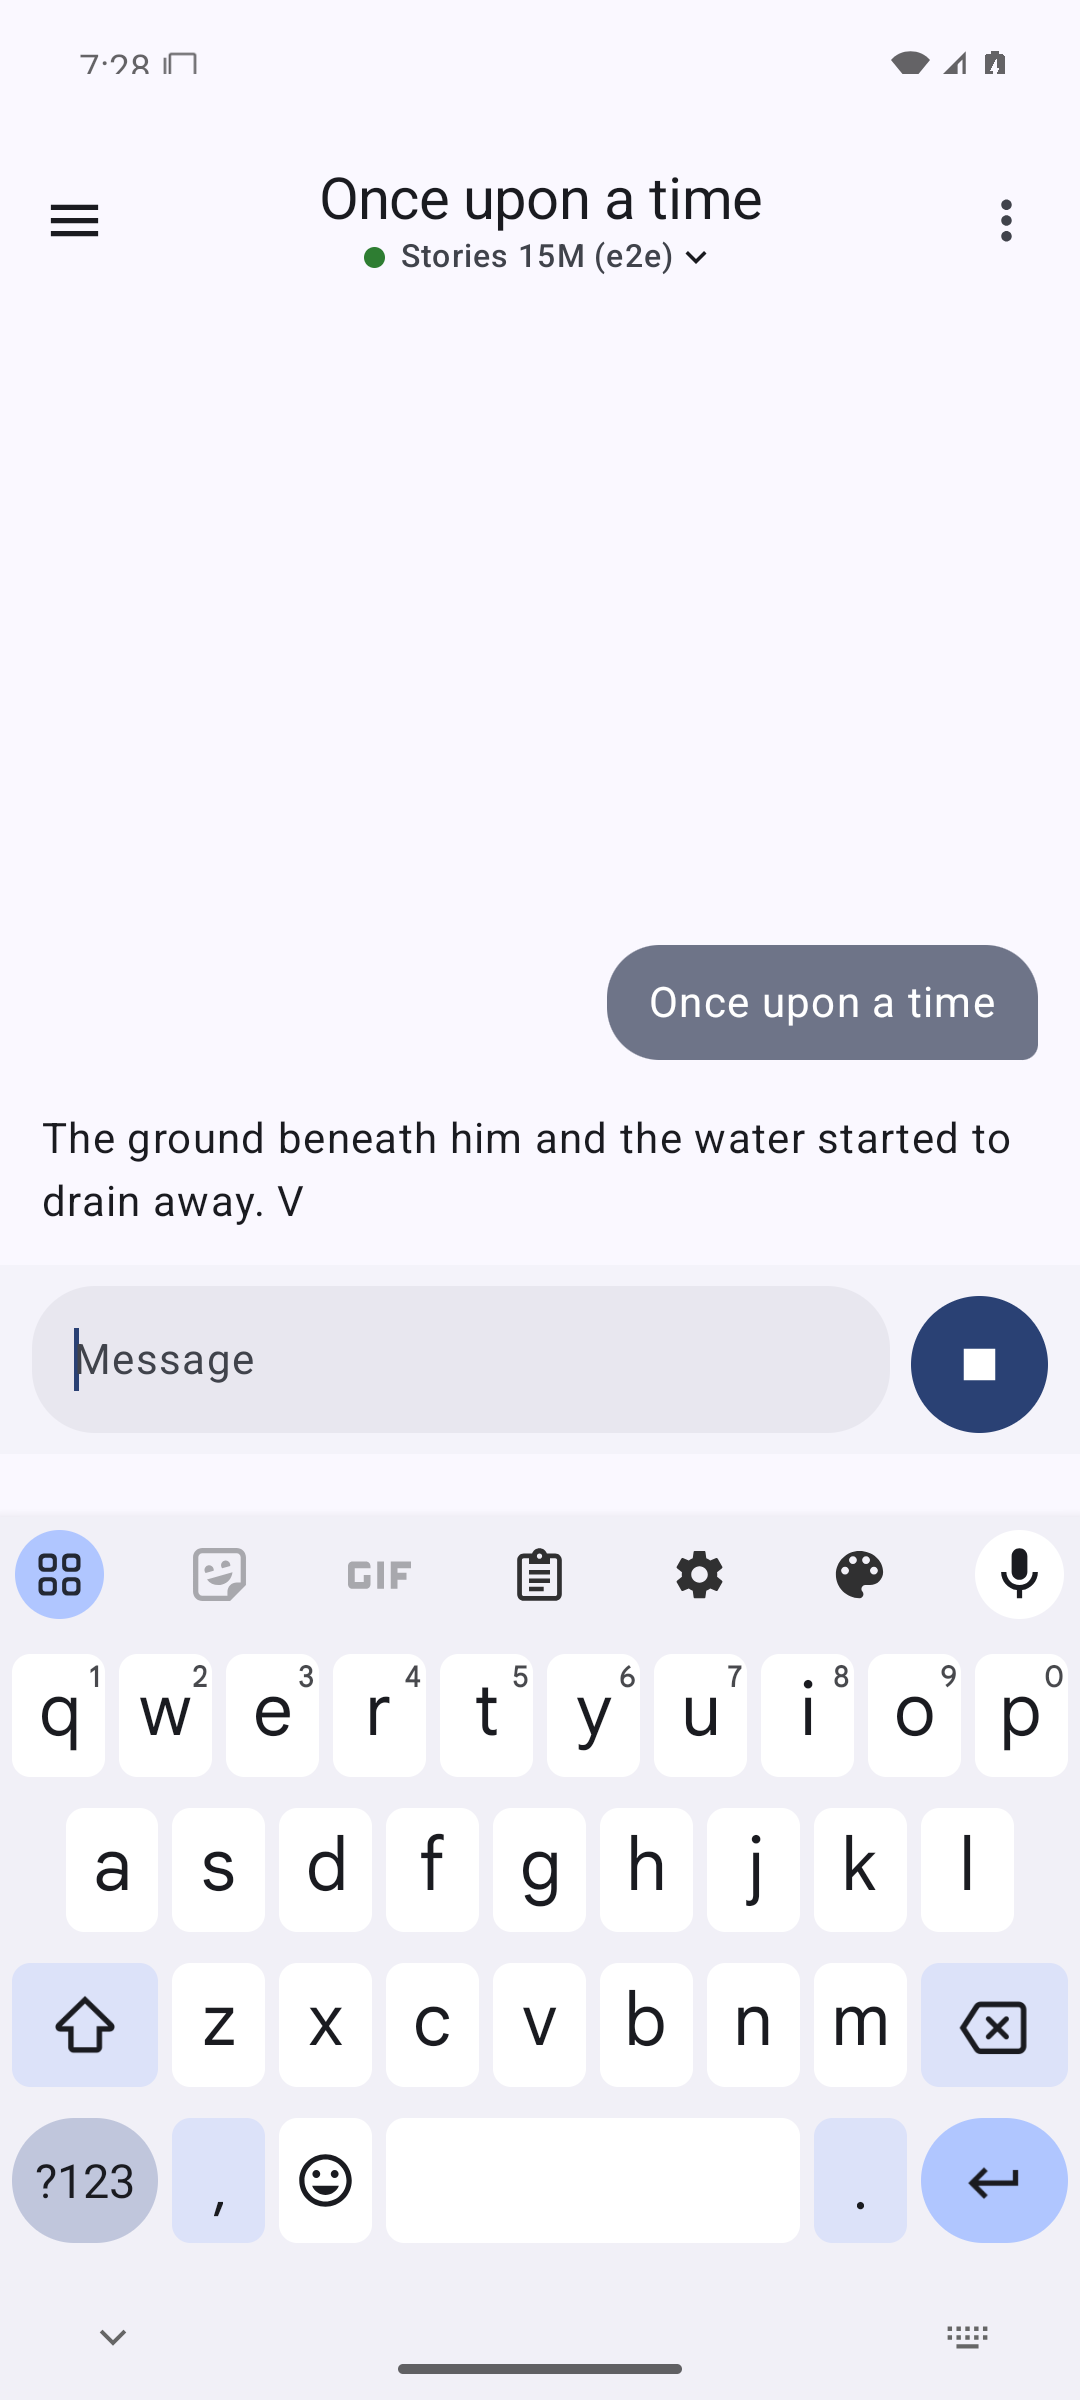 7:28
Once upon a time
Stories 15M (e2e)
Once upon a time
The ground beneath him and the water started to
drain away. V
Message
GIF
q1 w2 e3 r4 t5 y6 u7 i8 o9 p0
a s d f g h j k l
z x c v b n m
?123 , .